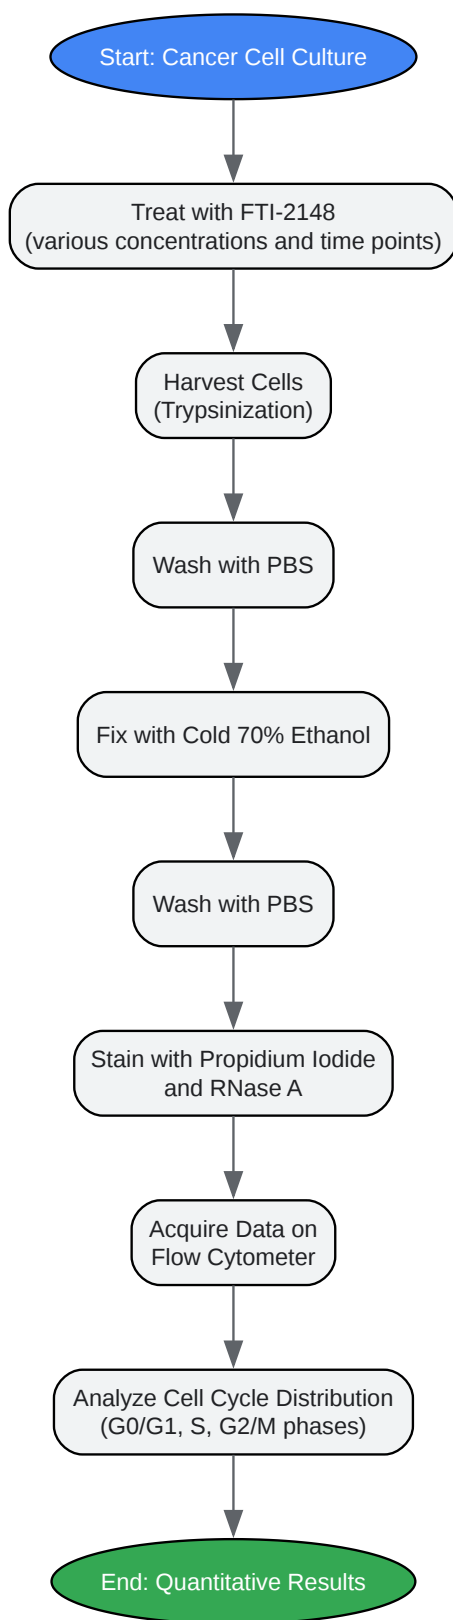 Start: Cancer Cell Culture
Treat with FTI-2148
(various concentrations and time points)
Harvest Cells
(Trypsinization)
Wash with PBS
Fix with Cold 70% Ethanol
Wash with PBS
Stain with Propidium Iodide
and RNase A
Acquire Data on
Flow Cytometer
Analyze Cell Cycle Distribution
(G0/G1, S, G2/M phases)
End: Quantitative Results